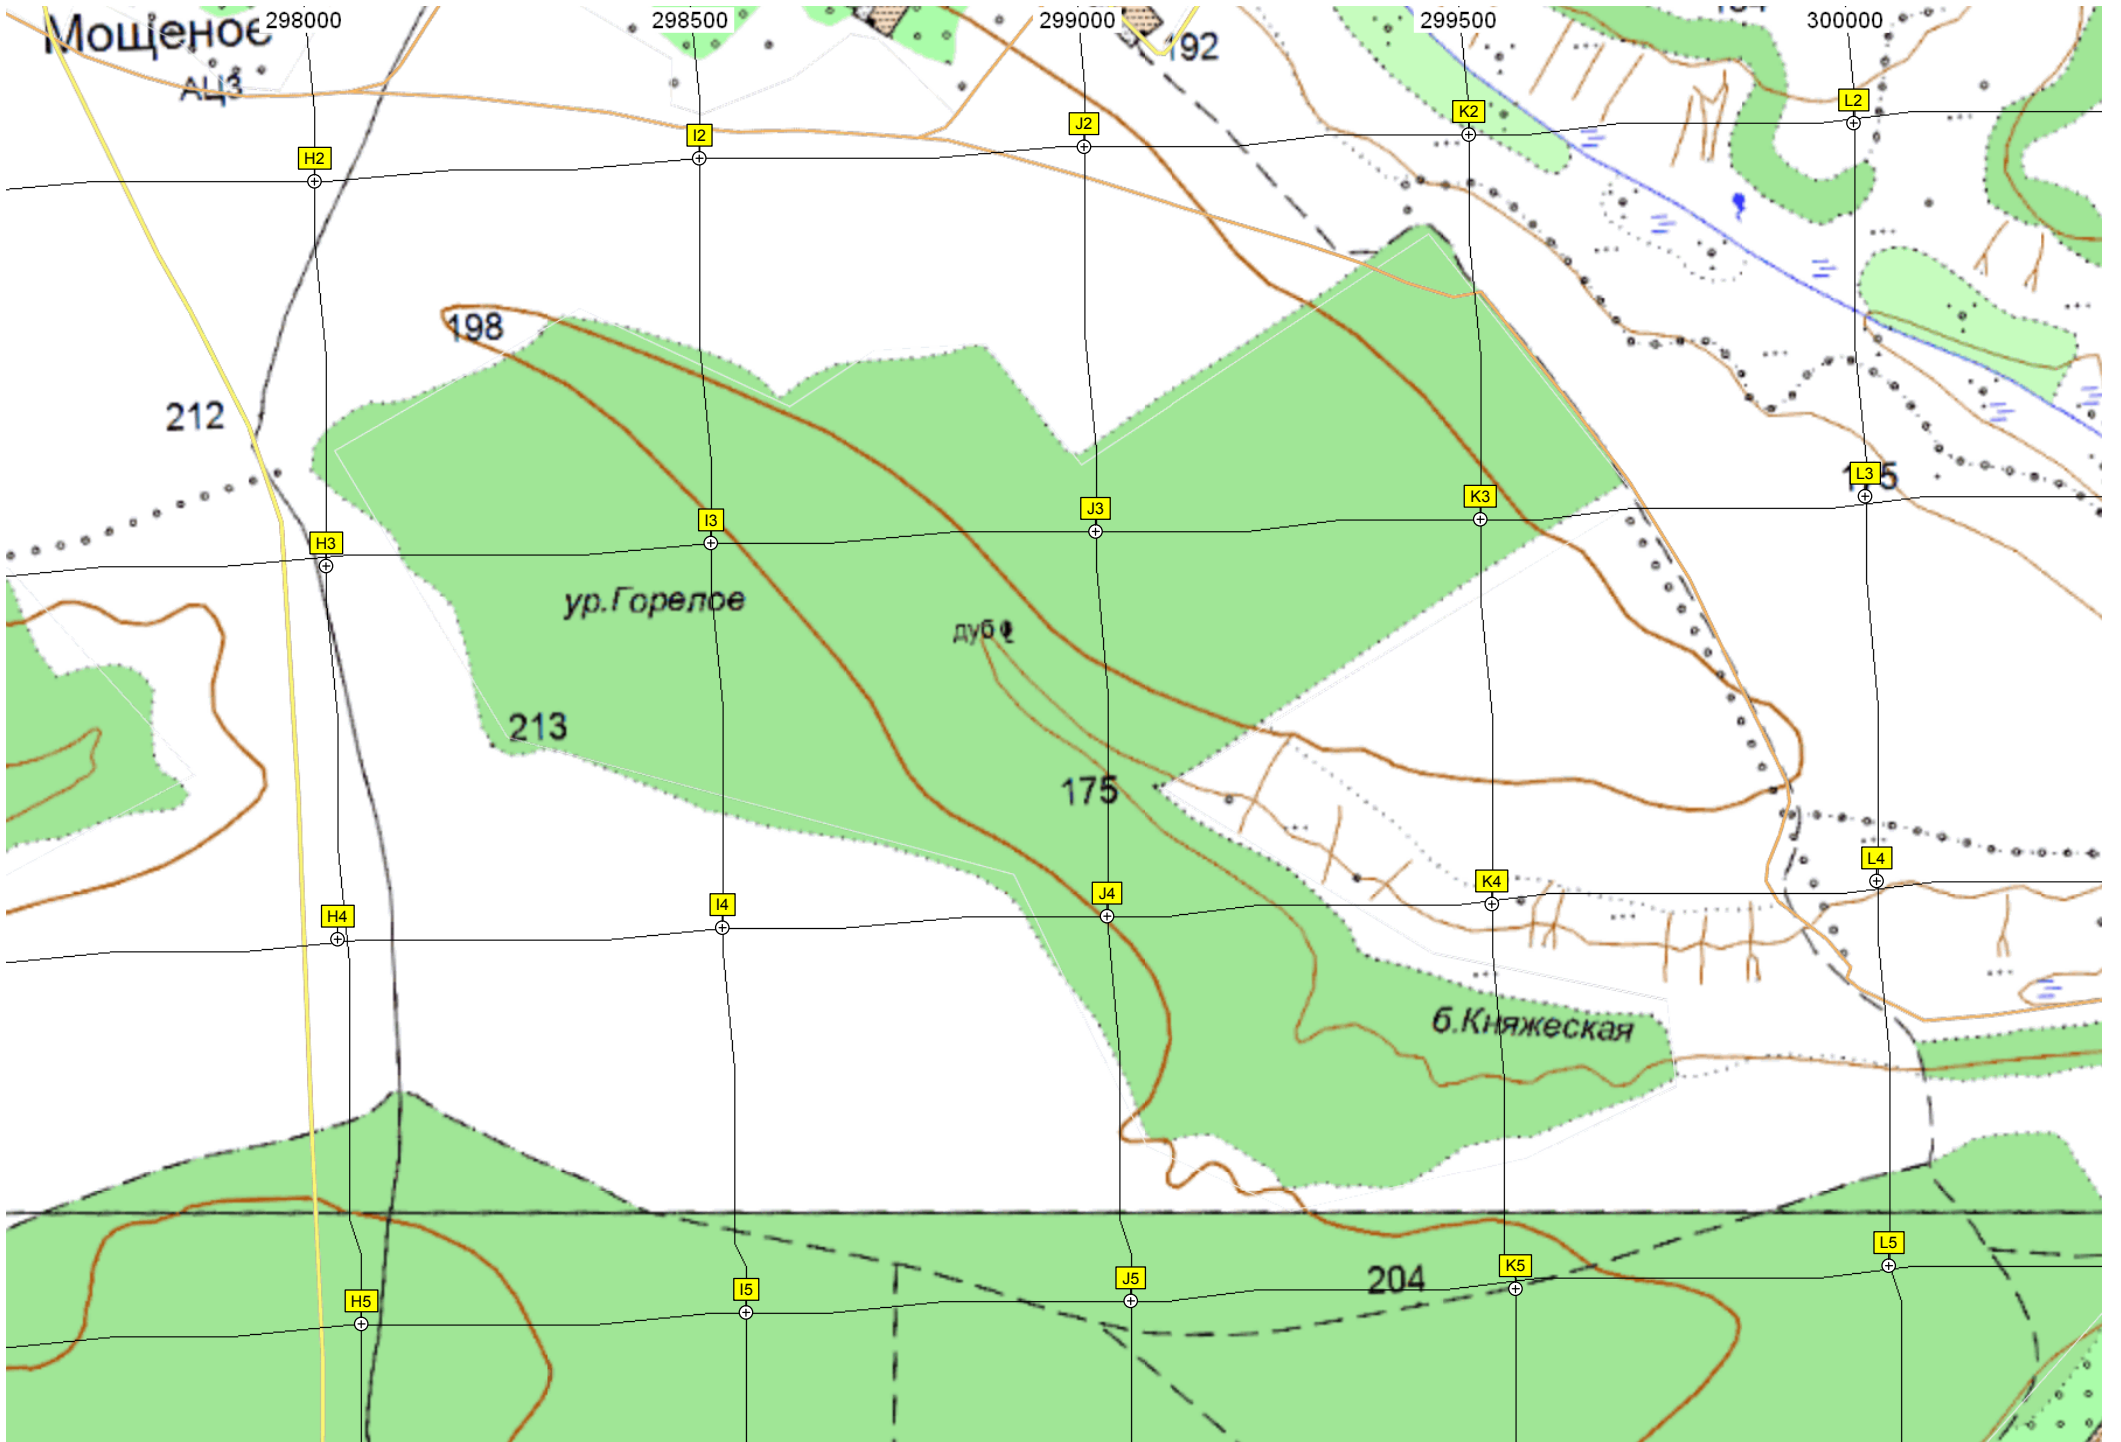 298000 298500 299000 299500 300000
Мощеное
АЦЗ
192
H2 I2 J2 K2 L2
198
212
H3 I3 J3 K3 L3
ур.Горелое
дуб
213
175
H4 I4 J4 K4 L4
б.Княжеская
204
H5 I5 J5 K5 L5